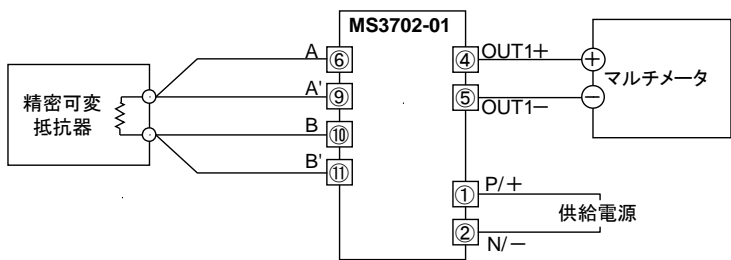 MS3702-01
A
⑥
④
OUT1+
＋
A'
⑨
⑤
OUT1−
−
マルチメータ
精密可変
抵抗器
B
⑩
B'
⑪
①
P/+
供給電源
②
N/−